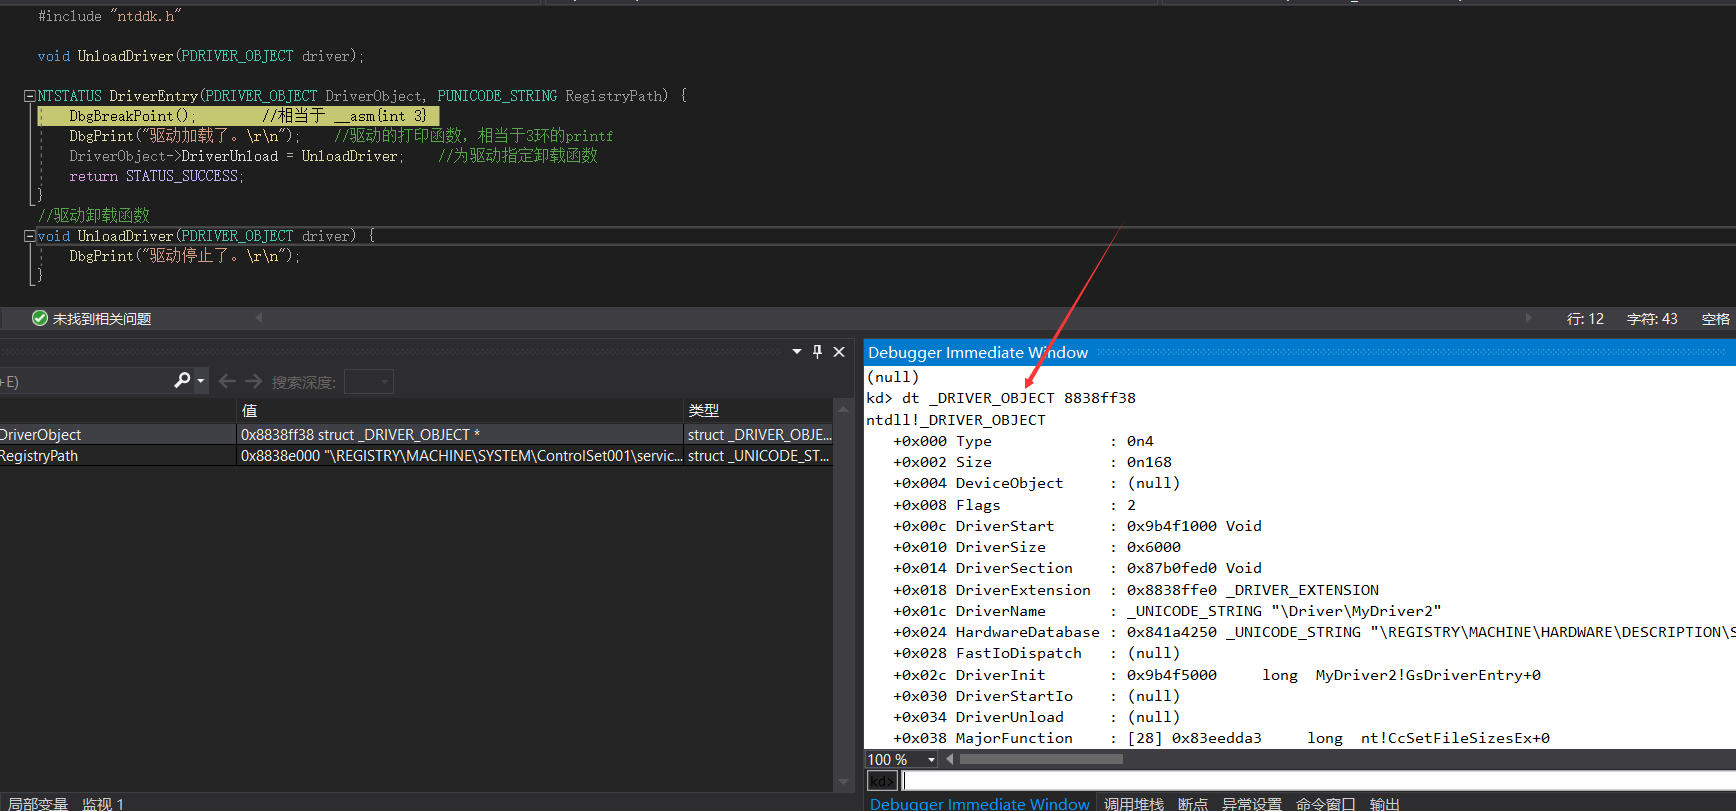 #include "ntddk.h"
void UnloadDriver(PDRIVER_OBJECT driver);
NTSTATUS DriverEntry(PDRIVER_OBJECT DriverObject, PUNICODE_STRING RegistryPath) {
DbgBreakPoint(); //相当于 __asm{int 3}
DbgPrint("驱动加载了。\r\n"); //驱动的打印函数，相当于3环的printf
DriverObject->DriverUnload = UnloadDriver; //为驱动指定卸载函数
return STATUS_SUCCESS;
}
//驱动卸载函数
void UnloadDriver(PDRIVER_OBJECT driver) {
DbgPrint("驱动停止了。\r\n");
}
未找到相关问题 行: 12 字符: 43 空格
+E) 搜索深度:
值 类型
DriverObject 0x8838ff38 struct _DRIVER_OBJECT * struct _DRIVER_OBJE...
RegistryPath 0x8838e000 "\REGISTRY\MACHINE\SYSTEM\ControlSet001\servic... struct _UNICODE_ST...
局部变量 监视 1
Debugger Immediate Window
(null)
kd> dt _DRIVER_OBJECT 8838ff38
ntdll!_DRIVER_OBJECT
+0x000 Type : 0n4
+0x002 Size : 0n168
+0x004 DeviceObject : (null)
+0x008 Flags : 2
+0x00c DriverStart : 0x9b4f1000 Void
+0x010 DriverSize : 0x6000
+0x014 DriverSection : 0x87b0fed0 Void
+0x018 DriverExtension : 0x8838ffe0 _DRIVER_EXTENSION
+0x01c DriverName : _UNICODE_STRING "\Driver\MyDriver2"
+0x024 HardwareDatabase : 0x841a4250 _UNICODE_STRING "\REGISTRY\MACHINE\HARDWARE\DESCRIPTION\S
+0x028 FastIoDispatch : (null)
+0x02c DriverInit : 0x9b4f5000 long MyDriver2!GsDriverEntry+0
+0x030 DriverStartIo : (null)
+0x034 DriverUnload : (null)
+0x038 MajorFunction : [28] 0x83eedda3 long nt!CcSetFileSizesEx+0
100 %
kd>
Debugger Immediate Window 调用堆栈 断点 异常设置 命令窗口 输出